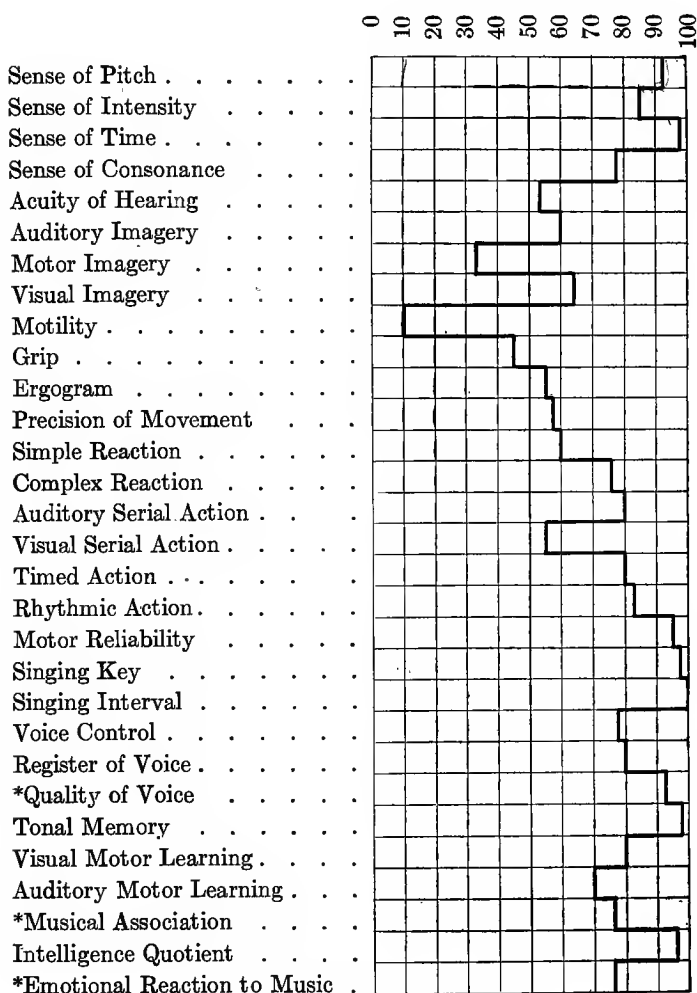 0 10 20 30 40 50 60 70 80 90 100
Sense of Pitch . . . . . . .
Sense of Intensity . . . . .
Sense of Time . . . . . .
Sense of Consonance . . . .
Acuity of Hearing . . . . .
Auditory Imagery . . . . .
Motor Imagery . . . . . .
Visual Imagery . . . . . .
Motility . . . . . . . . .
Grip . . . . . . . . . .
Ergogram . . . . . . . .
Precision of Movement . . .
Simple Reaction . . . . . .
Complex Reaction . . . . .
Auditory Serial Action . . .
Visual Serial Action . . . . .
Timed Action . . . . . .
Rhythmic Action . . . . . .
Motor Reliability . . . . .
Singing Key . . . . . . .
Singing Interval . . . . . .
Voice Control . . . . . . .
Register of Voice . . . . . .
*Quality of Voice . . . . .
Tonal Memory . . . . . .
Visual Motor Learning . . . .
Auditory Motor Learning . . .
*Musical Association . . . .
Intelligence Quotient . . . .
*Emotional Reaction to Music .